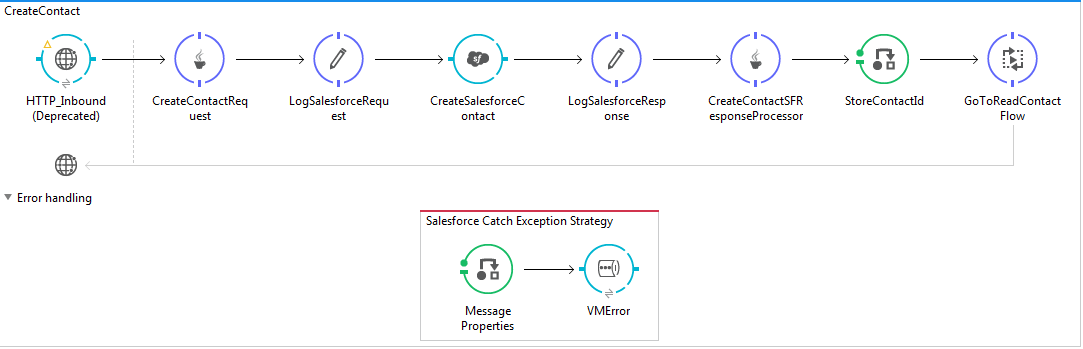 CreateContact
sf
HTTP_Inbound
(Deprecated)
CreateContactReq
uest
LogSalesforceRequ
est
CreateSalesforceC
ontact
LogSalesforceResp
onse
CreateContactSFR
esponseProcessor
StoreContactId
GoToReadContact
Flow
Error handling
Salesforce Catch Exception Strategy
Message
Properties
VMError